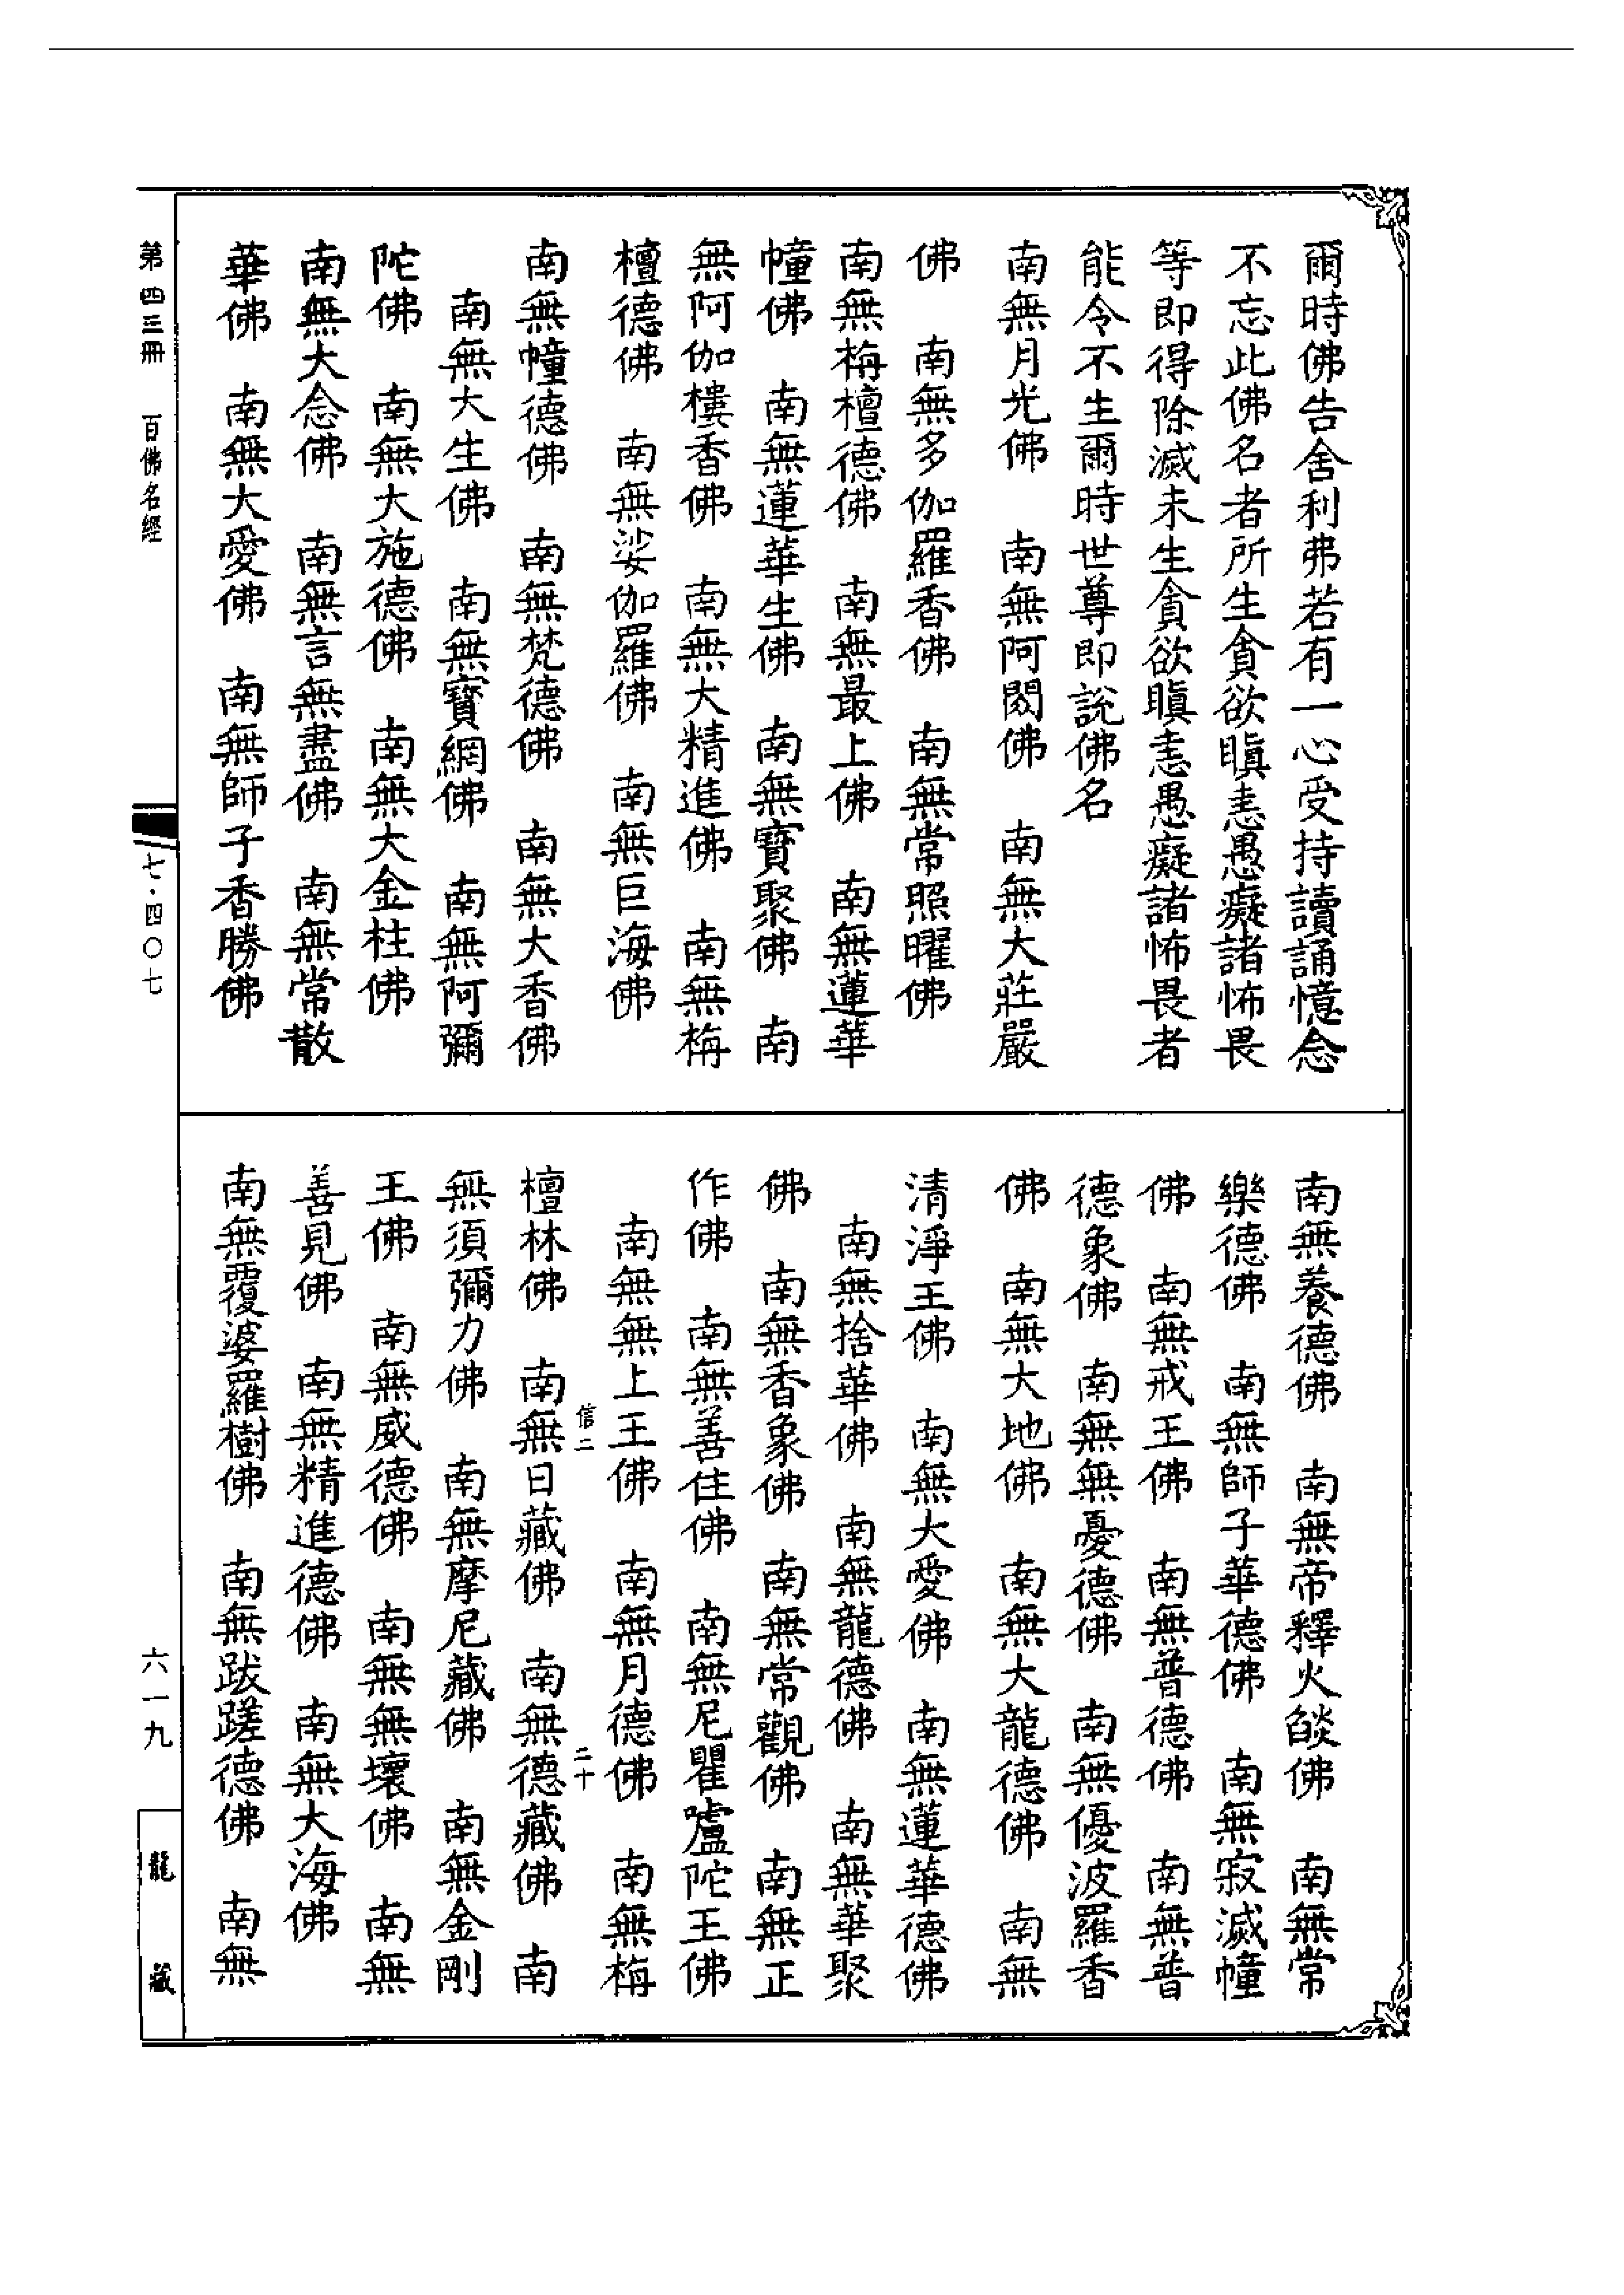 爾時佛告舍利弗若有一心受持讀誦憶念
不忘此佛名者所生貪欲瞋恚愚癡諸怖畏
等即得除滅未生貪欲瞋恚愚癡諸怖畏者
能令不生爾時世尊即説佛名
南無月光佛　南無阿閦佛　南無大莊嚴
佛　南無多伽羅香佛　南無常照曜佛
南無栴檀德佛　南無最上佛　南無蓮華
幢佛　南無蓮華生佛　南無寶聚佛　南
無阿伽樓香佛　南無大精進佛　南無栴
檀德佛　南無娑伽羅佛　南無巨海佛
南無幢德佛　南無梵德佛　南無大香佛
南無大生佛　南無寶網佛　南無阿彌
陀佛　南無大施德佛　南無大金柱佛
南無大念佛　南無言無盡佛　南無常散
華佛　南無大愛佛　南無師子香勝佛
南無養德佛　南無帝釋火燄佛　南無常
樂德佛　南無師子華德佛　南無寂滅幢
佛　南無戒王佛　南無普德佛　南無普
德象佛　南無無憂德佛　南無優波羅香
佛　南無大地佛　南無大龍德佛　南無
清淨王佛　南無大愛佛　南無蓮華德佛
南無捨華佛　南無龍德佛　南無華聚
佛　南無香象佛　南無常觀佛　南無正
作佛　南無善住佛　南無尼瞿嚧陀王佛
南無無上王佛　南無月德佛　南無栴
信二　二十
檀林佛　南無日藏佛　南無德藏佛　南
無須彌力佛　南無摩尼藏佛　南無金剛
王佛　南無威德佛　南無無壞佛　南無
善見佛　南無精進德佛　南無大海佛
南無覆婆羅樹佛　南無跋蹉德佛　南無
第四三冊　百佛名經
七·四〇七
六一九
龍藏